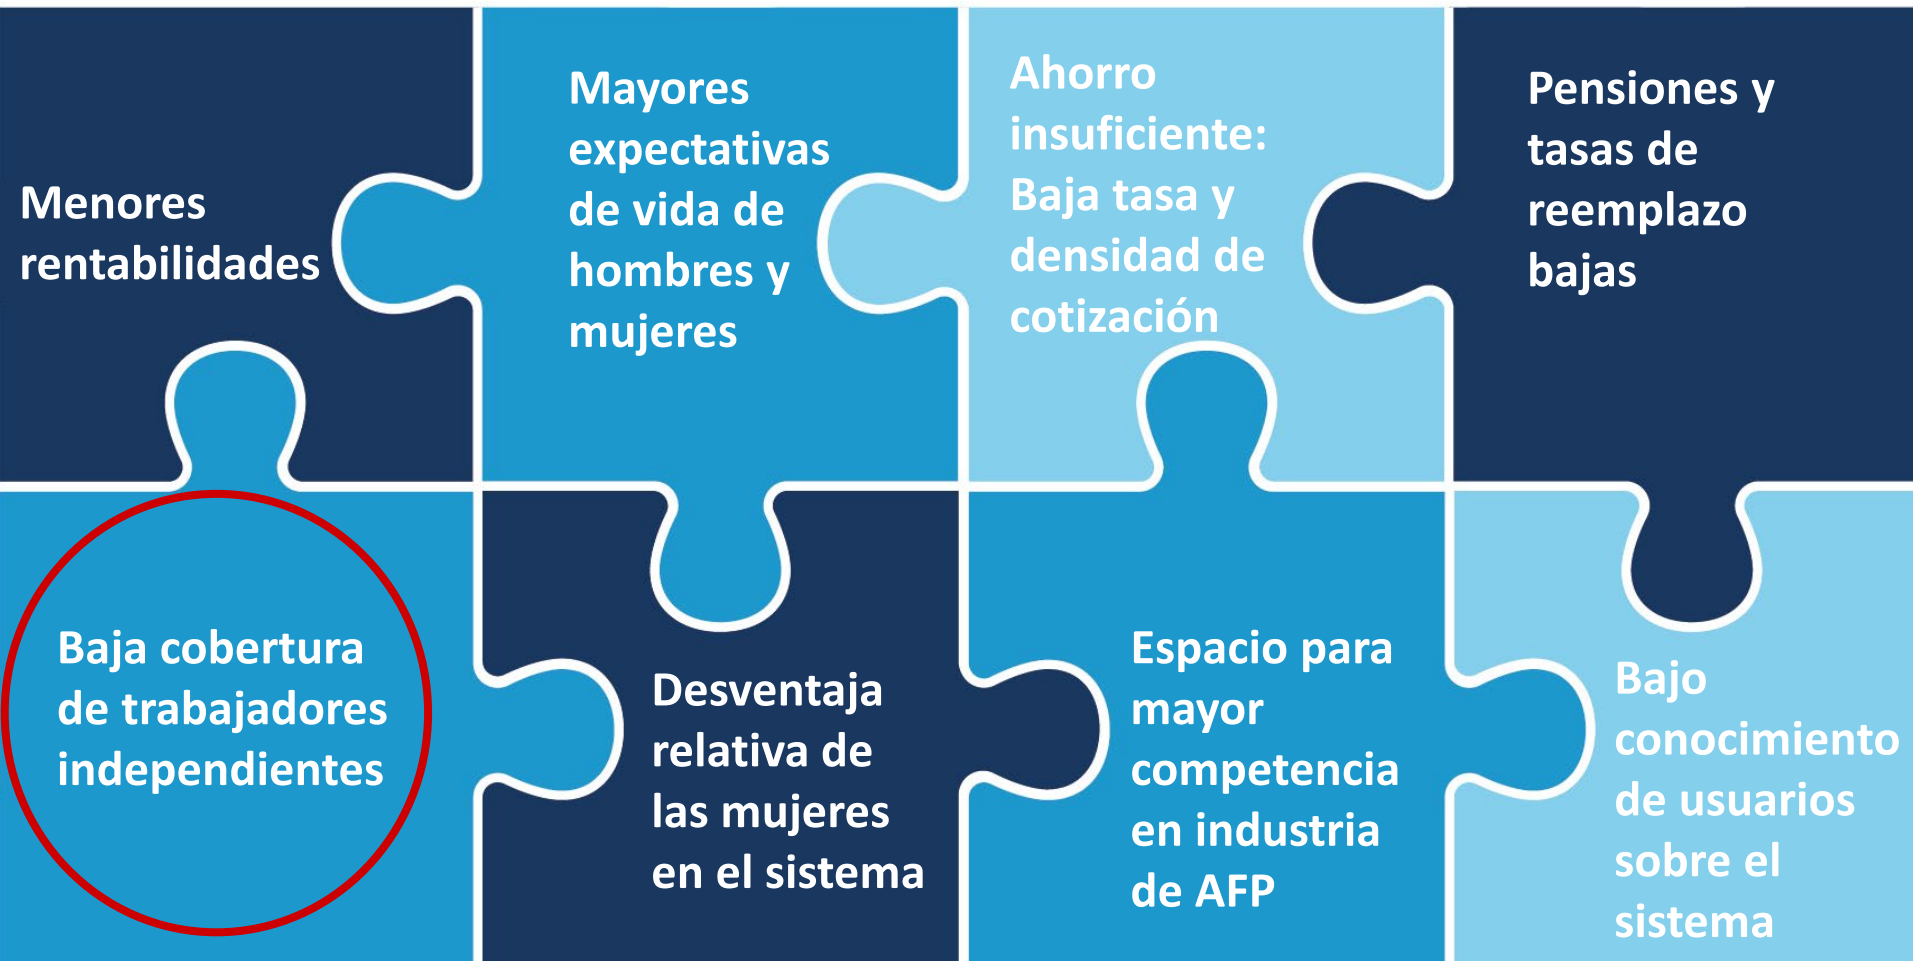 Menores
rentabilidades
Mayores
expectativas
de vida de
hombres y
mujeres
Ahorro
insuficiente:
Baja tasa y
densidad de
cotización
Pensiones y
tasas de
reemplazo
bajas
Baja cobertura
de trabajadores
independientes
Desventaja
relativa de
las mujeres
en el sistema
Espacio para
mayor
competencia
en industria
de AFP
Bajo
conocimiento
de usuarios
sobre el
sistema